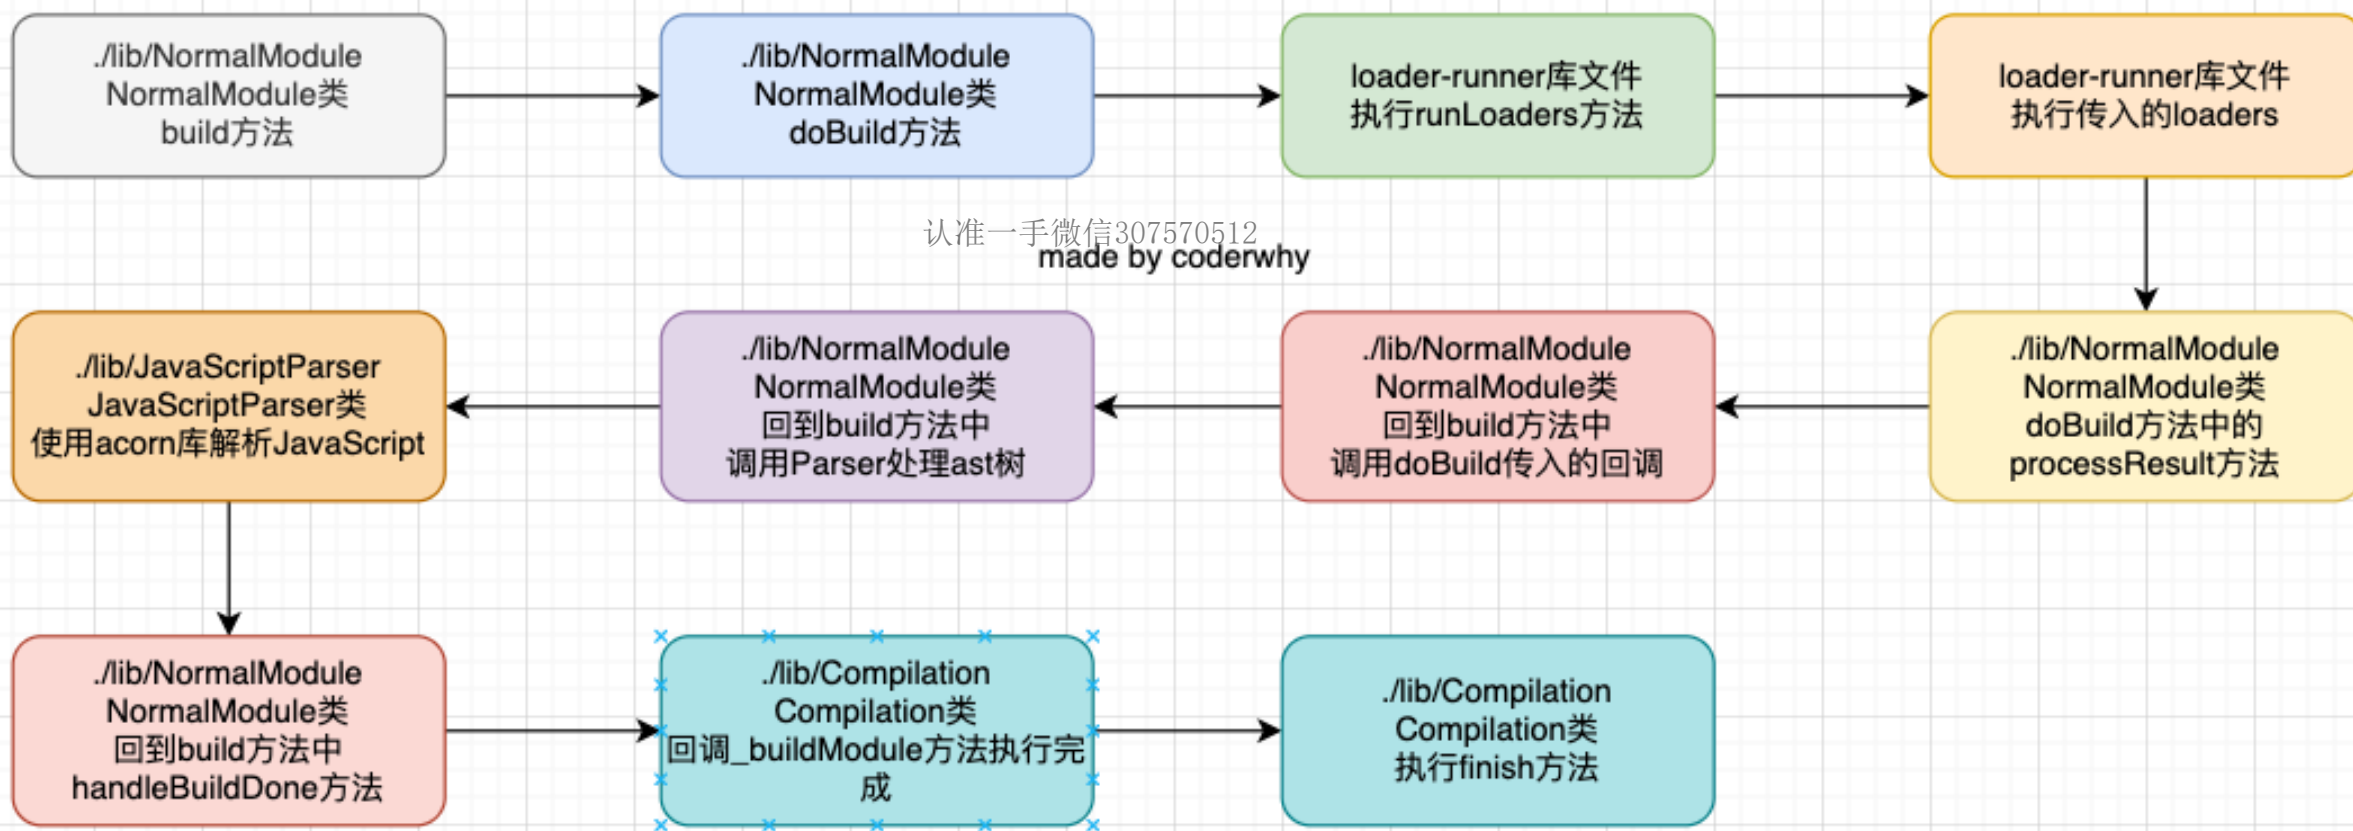 ./lib/NormalModule
NormalModule类
build方法
./lib/NormalModule
NormalModule类
doBuild方法
loader-runner库文件
执行runLoaders方法
loader-runner库文件
执行传入的loaders
认准一手微信307570512
made by coderwhy
./lib/NormalModule
NormalModule类
doBuild方法中的
processResult方法
./lib/NormalModule
NormalModule类
回到build方法中
调用doBuild传入的回调
./lib/NormalModule
NormalModule类
回到build方法中
调用Parser处理ast树
./lib/JavaScriptParser
JavaScriptParser类
使用acorn库解析JavaScript
./lib/NormalModule
NormalModule类
回到build方法中
handleBuildDone方法
./lib/Compilation
Compilation类
回调_buildModule方法执行完
成
./lib/Compilation
Compilation类
执行finish方法